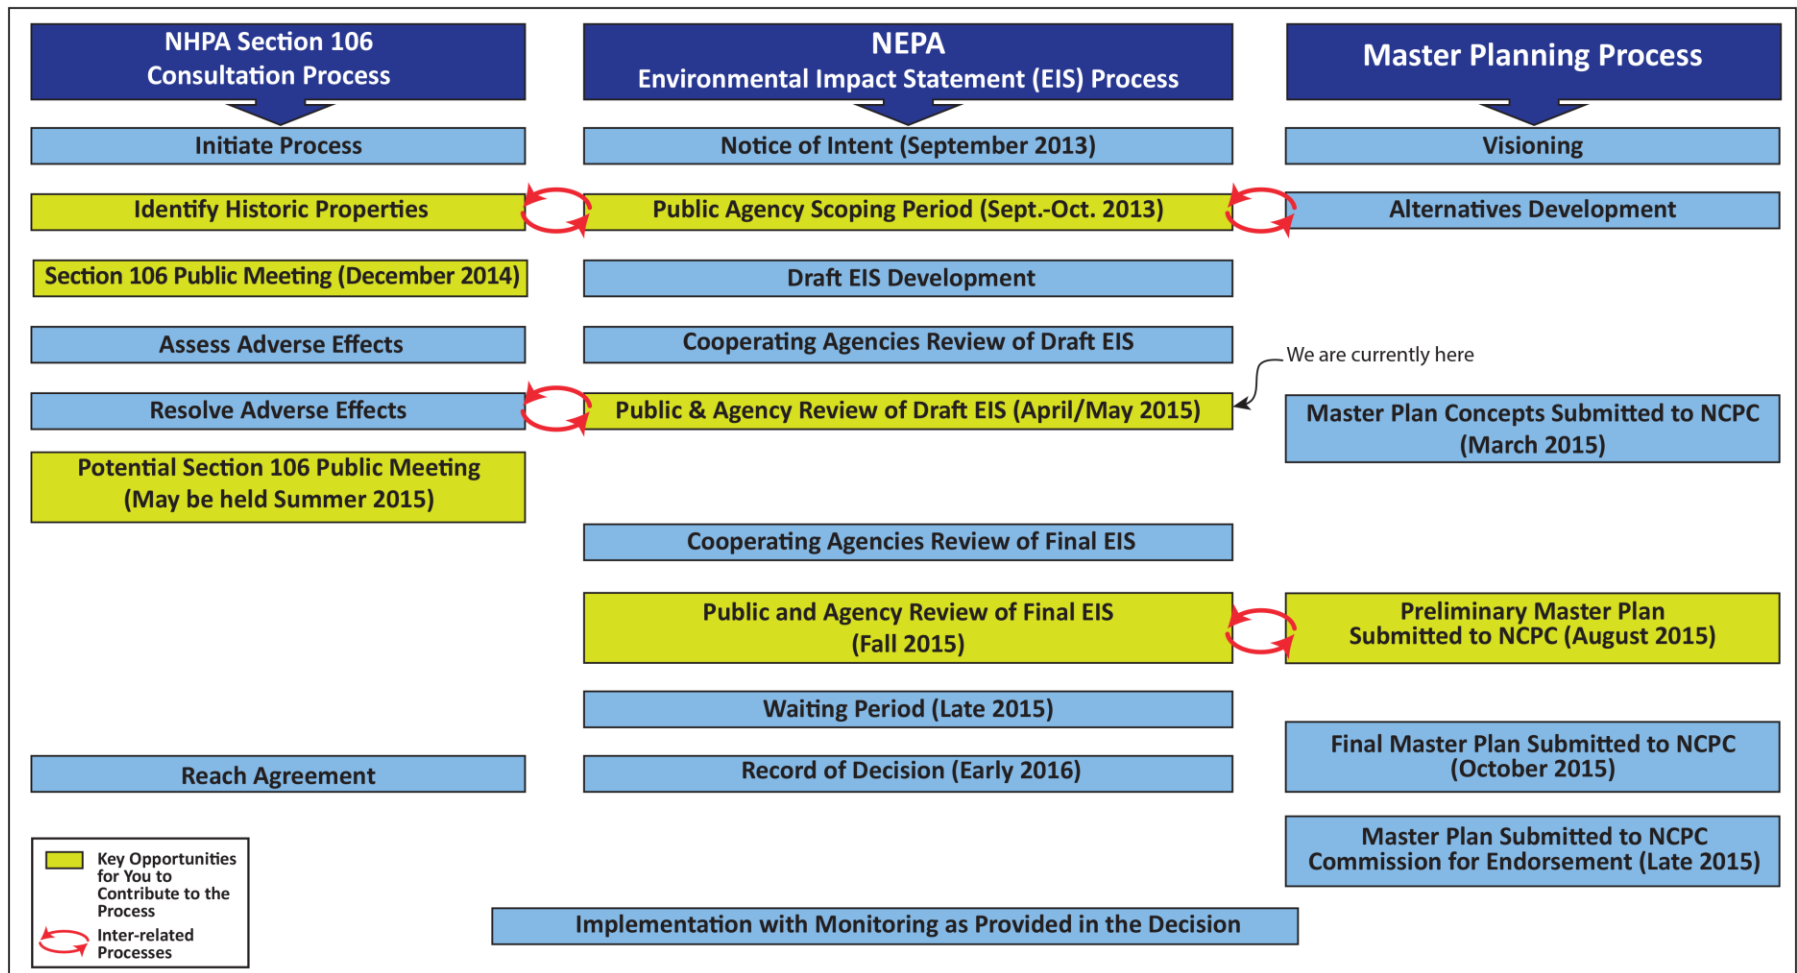 NHPA Section 106
Consultation Process
NEPA
Environmental Impact Statement (EIS) Process
Master Planning Process
Initiate Process
Notice of Intent (September 2013)
Visioning
Identify Historic Properties
Public Agency Scoping Period (Sept.-Oct. 2013)
Alternatives Development
Section 106 Public Meeting (December 2014)
Draft EIS Development
Assess Adverse Effects
Cooperating Agencies Review of Draft EIS
We are currently here
Resolve Adverse Effects
Public & Agency Review of Draft EIS (April/May 2015)
Master Plan Concepts Submitted to NCPC
(March 2015)
Potential Section 106 Public Meeting
(May be held Summer 2015)
Cooperating Agencies Review of Final EIS
Public and Agency Review of Final EIS
(Fall 2015)
Preliminary Master Plan
Submitted to NCPC (August 2015)
Waiting Period (Late 2015)
Final Master Plan Submitted to NCPC
(October 2015)
Reach Agreement
Record of Decision (Early 2016)
Master Plan Submitted to NCPC
Commission for Endorsement (Late 2015)
Key Opportunities
for You to
Contribute to the
Process
Inter-related
Processes
Implementation with Monitoring as Provided in the Decision